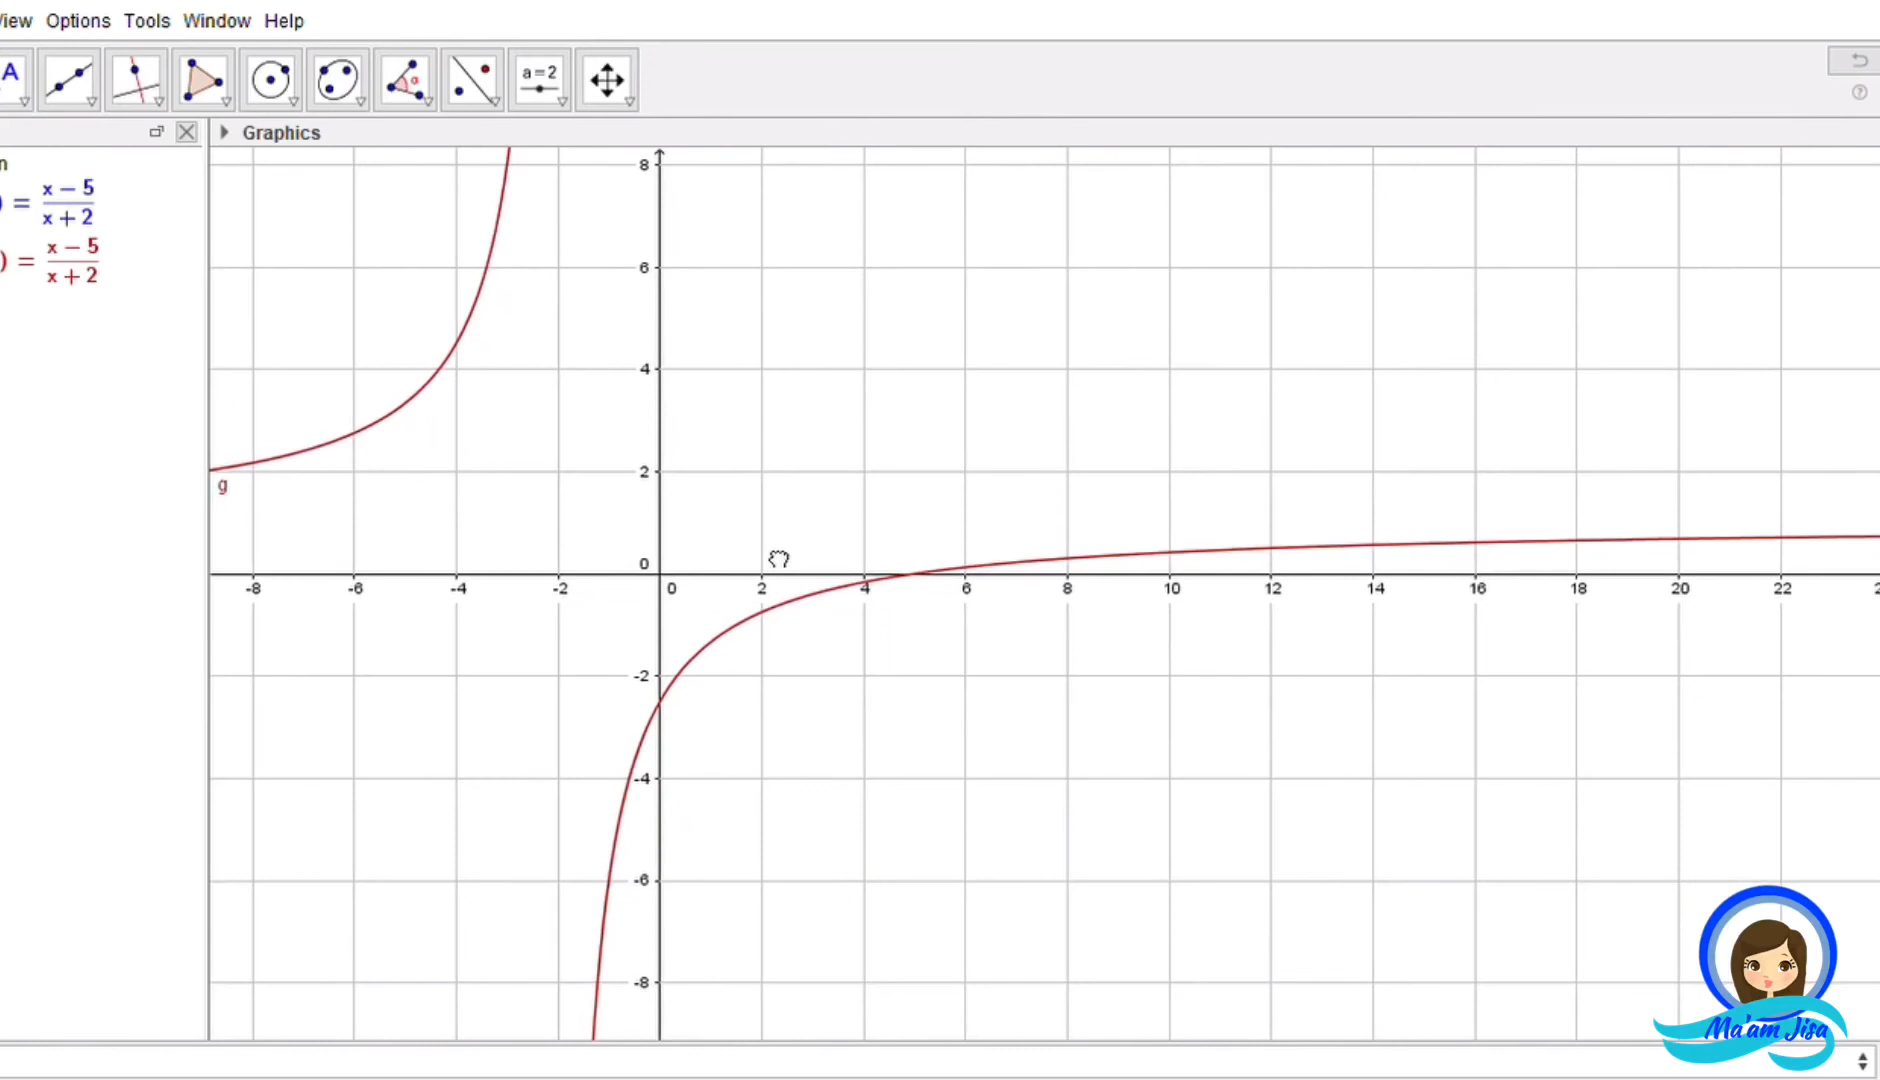 View Options Tools Window Help
A
α
a=2
Graphics
n
) = x − 5
x + 2
) = x − 5
x + 2
8
6
4
2
g
0
-8 -6 -4 -2 0 2 4 6 8 10 12 14 16 18 20 22 2
-2
-4
-6
-8
Ma'am Jisa